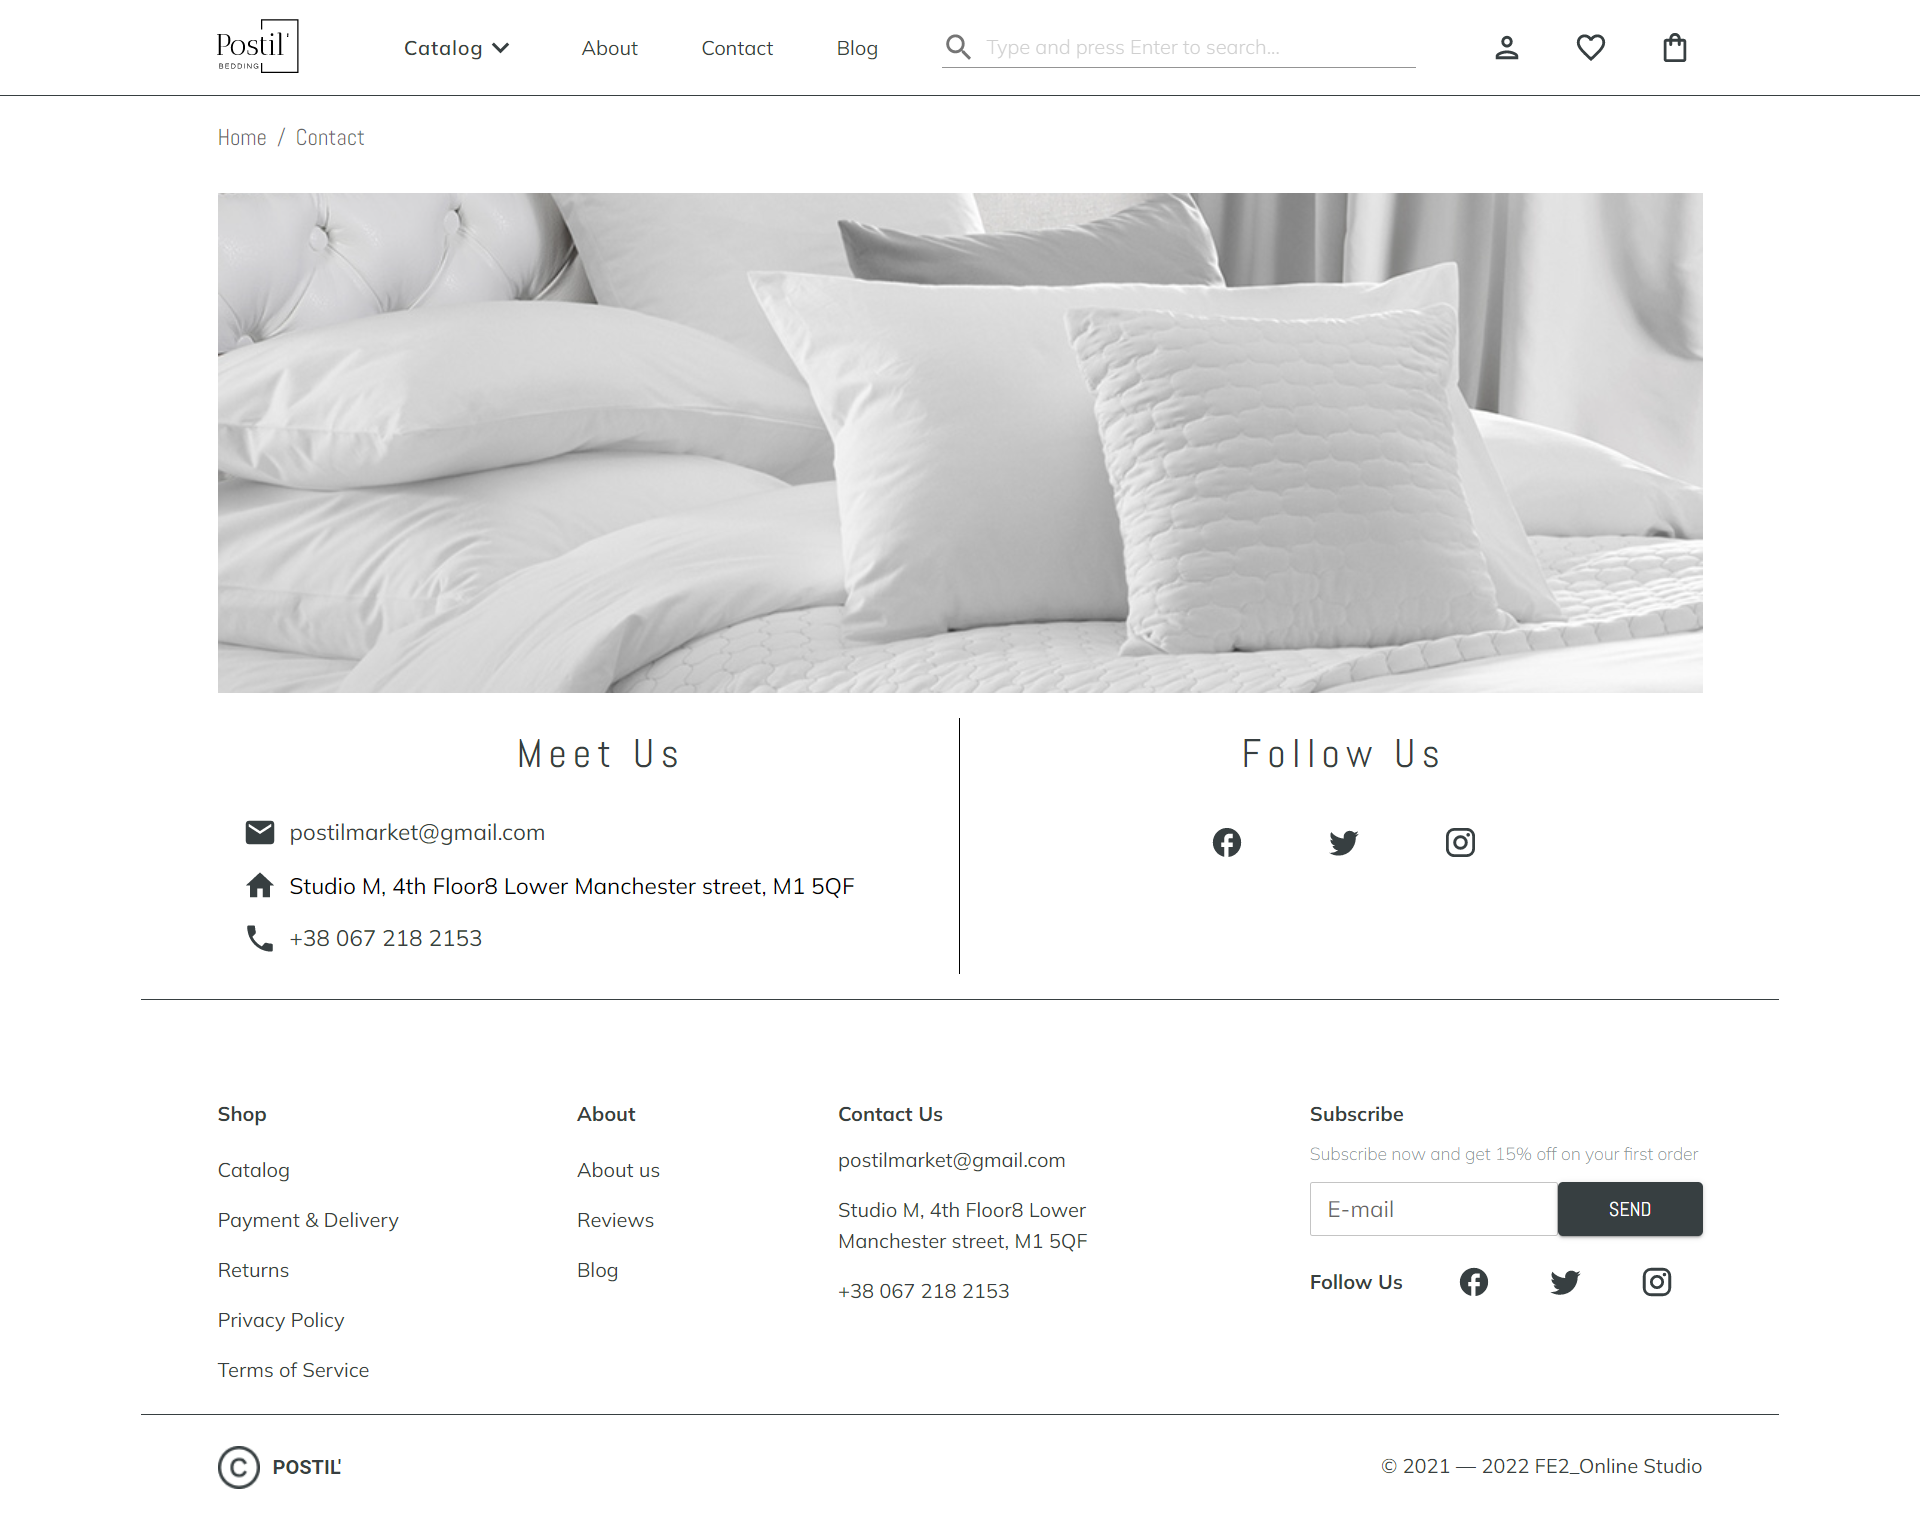 Postil'
BEDDING
Catalog
About
Contact
Blog
Type and press Enter to search...
Home / Contact
Meet Us
postilmarket@gmail.com
Studio M, 4th Floor8 Lower Manchester street, M1 5QF
+38 067 218 2153
Follow Us
Shop
Catalog
Payment & Delivery
Returns
Privacy Policy
Terms of Service
About
About us
Reviews
Blog
Contact Us
postilmarket@gmail.com
Studio M, 4th Floor8 Lower
Manchester street, M1 5QF
+38 067 218 2153
Subscribe
Subscribe now and get 15% off on your first order
E-mail
SEND
Follow Us
© POSTIL'
© 2021 — 2022 FE2_Online Studio